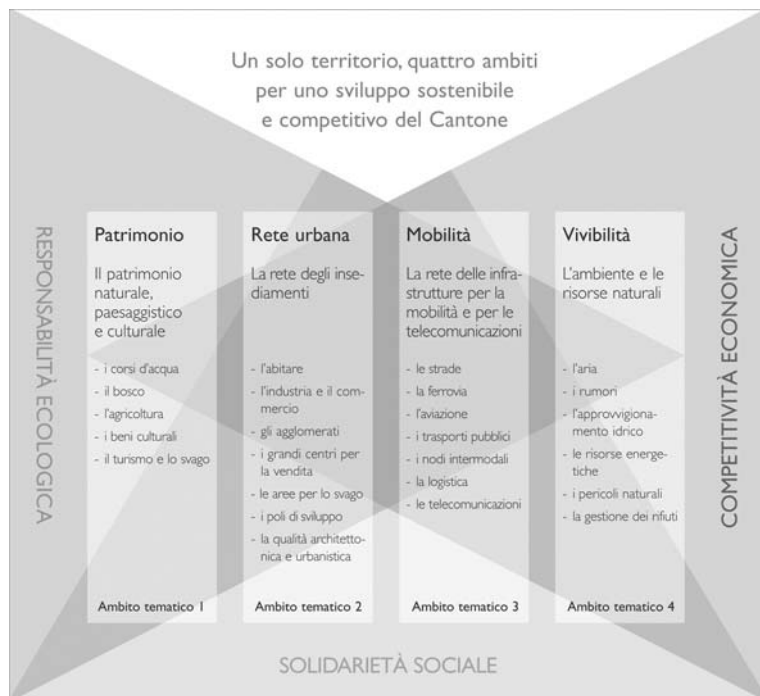 Un solo territorio, quattro ambiti
per uno sviluppo sostenibile
e competitivo del Cantone
RESPONSABILITÀ ECOLOGICA
Patrimonio
Il patrimonio
naturale,
paesaggistico
e culturale
- i corsi d'acqua
- il bosco
- l'agricoltura
- i beni culturali
- il turismo e lo svago
Ambito tematico 1
Rete urbana
La rete degli inse-
diamenti
- l'abitare
- l'industria e il com-
mercio
- gli agglomerati
- i grandi centri per
la vendita
- le aree per lo svago
- i poli di sviluppo
- la qualità architetto-
nica e urbanistica
Ambito tematico 2
Mobilità
La rete delle infra-
strutture per la
mobilità e per le
telecomunicazioni
- le strade
- la ferrovia
- l'aviazione
- i trasporti pubblici
- i nodi intermodali
- la logistica
- le telecomunicazioni
Ambito tematico 3
Vivibilità
L'ambiente e le
risorse naturali
- l'aria
- i rumori
- l'approvvigiona-
mento idrico
- le risorse energe-
tiche
- i pericoli naturali
- la gestione dei rifiuti
Ambito tematico 4
COMPETITIVITÀ ECONOMICA
SOLIDARIETÀ SOCIALE